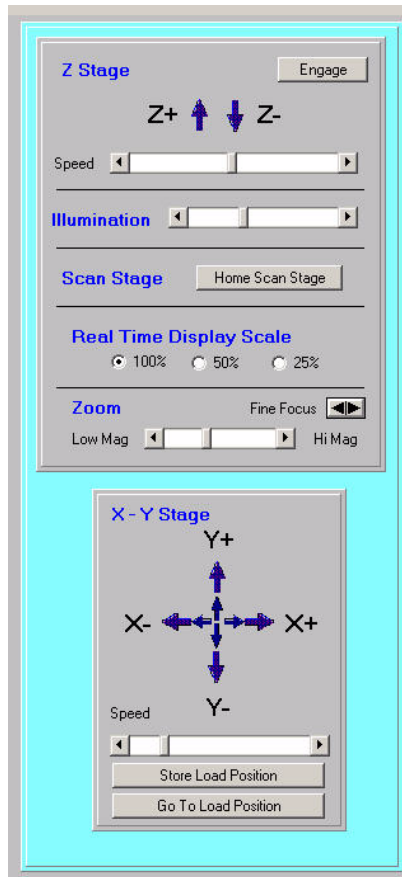 Z Stage Engage
Z+ Z-
Speed
Illumination
Scan Stage Home Scan Stage
Real Time Display Scale
100% 50% 25%
Zoom Fine Focus
Low Mag Hi Mag
X - Y Stage
Y+
X- X+
Y-
Speed
Store Load Position
Go To Load Position